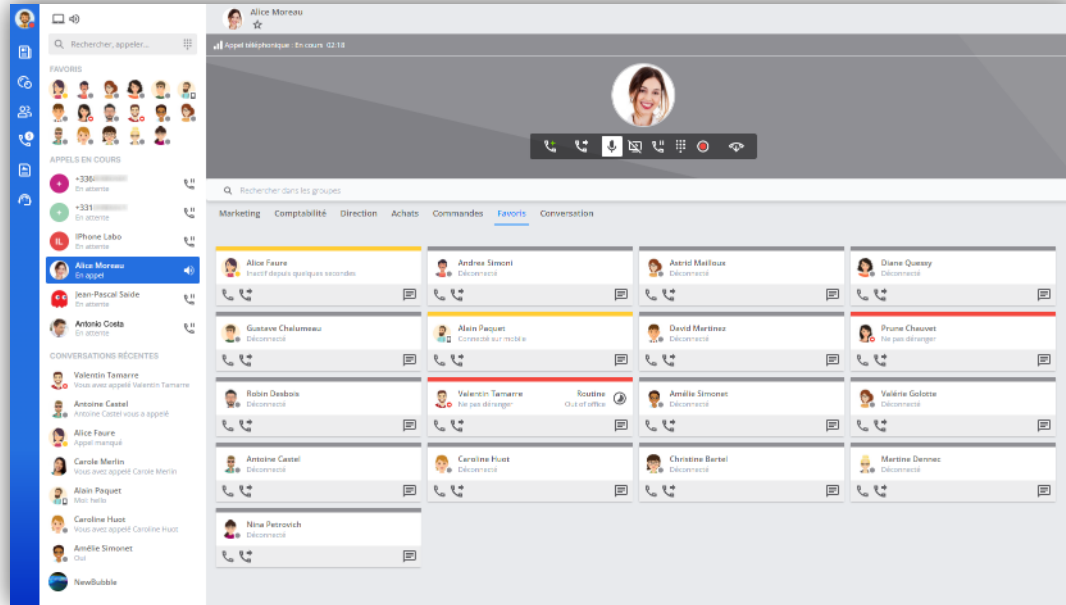 Rechercher, appeler...
FAVORIS
APPELS EN COURS
+336
En attente
+331
En attente
IL
IPhone Labo
En attente
Alice Moreau
En appel
Jean-Pascal Saide
En attente
Antonio Costa
En attente
CONVERSATIONS RÉCENTES
Valentin Tamarre
Vous avez appelé Valentin Tamarre
Antoine Castel
Antoine Castel vous a appelé
Alice Faure
Appel manqué
Carole Merlin
Vous avez appelé Carole Merlin
Alain Paquet
Moi: hello
Caroline Huot
Vous avez appelé Caroline Huot
Amélie Simonet
Oui
NewBubble
Alice Moreau
Appel téléphonique : En cours 02:18
Rechercher dans les groupes
Marketing Comptabilité Direction Achats Commandes Favoris Conversation
Alice Faure
Inactif depuis quelques secondes
Andrea Simoni
Déconnecté
Astrid Mailloux
Déconnecté
Diane Quessy
Déconnecté
Gustave Chalumeau
Déconnecté
Alain Paquet
Connecté sur mobile
David Martinez
Déconnecté
Prune Chauvet
Ne pas déranger
Robin Desbois
Déconnecté
Valentin Tamarre
Ne pas déranger
Routine
Out of office
Amélie Simonet
Déconnecté
Valérie Golotte
Déconnecté
Antoine Castel
Déconnecté
Caroline Huot
Déconnecté
Christine Bertel
Déconnecté
Martine Dennec
Déconnecté
Nina Petrovich
Déconnecté